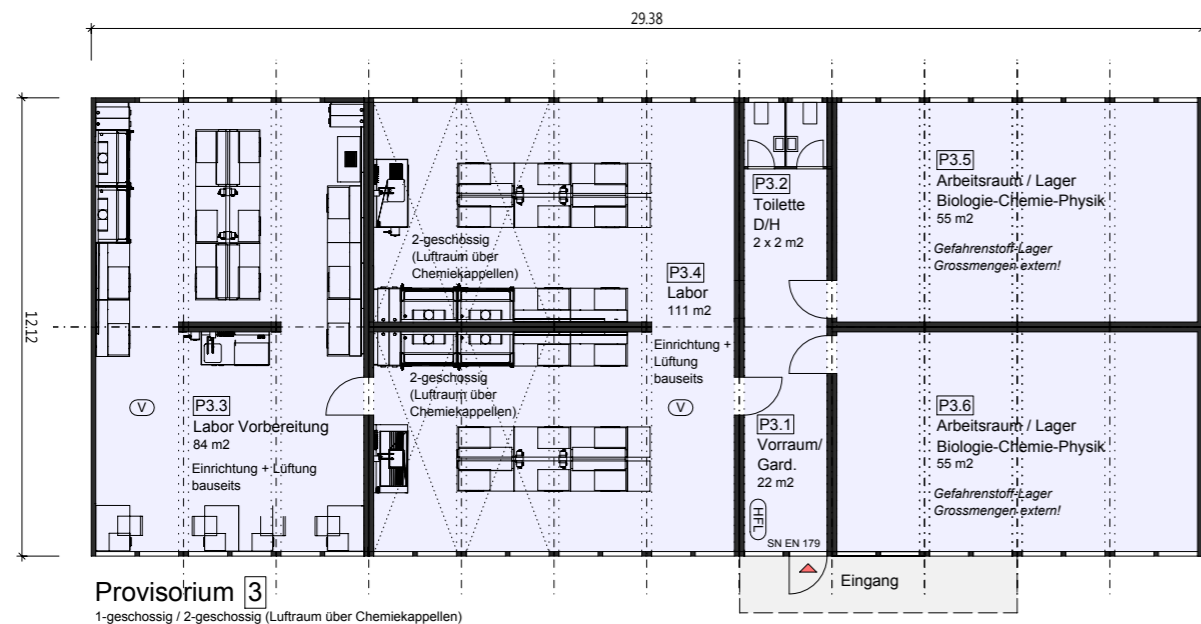 29.38
12.12
P3.5
Arbeitsraum / Lager
Biologie-Chemie-Physik
55 m2
Gefahrenstoff-Lager
Grossmengen extern!
P3.2
Toilette
D/H
2 x 2 m2
2-geschossig
(Luftraum über
Chemiekappellen)
P3.4
Labor
111 m2
Einrichtung +
Lüftung
bauseits
2-geschossig
(Luftraum über
Chemiekappellen)
V
V
P3.3
Labor Vorbereitung
84 m2
Einrichtung + Lüftung
bauseits
P3.1
Vorraum/
Gard.
22 m2
HFL
SN EN 179
P3.6
Arbeitsraum / Lager
Biologie-Chemie-Physik
55 m2
Gefahrenstoff-Lager
Grossmengen extern!
Eingang
Provisorium 3
1-geschossig / 2-geschossig (Luftraum über Chemiekappellen)